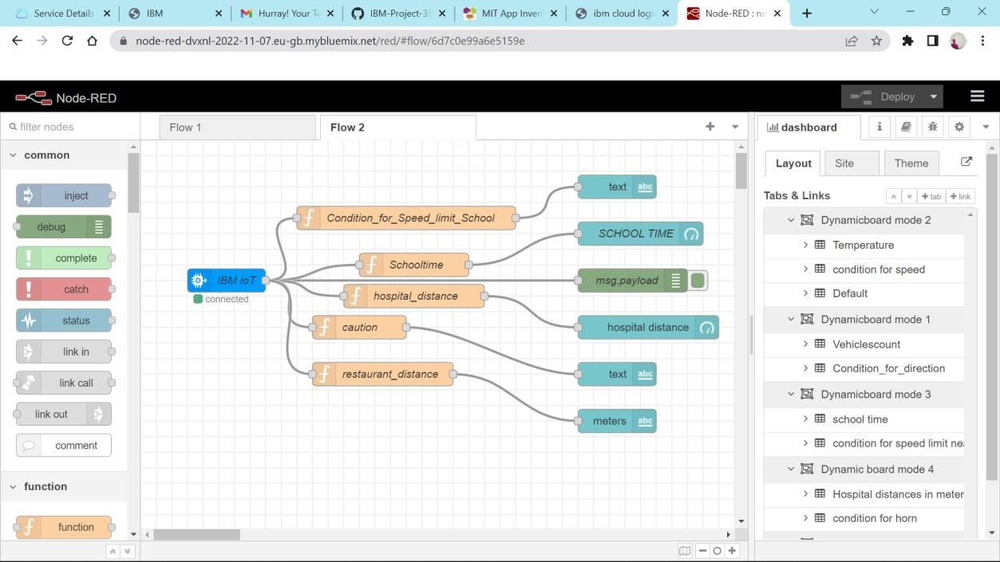 Service Details
IBM
Hurray! Your Te
IBM-Project-3
MIT App Inven
ibm cloud logi
Node-RED : no
node-red-dvxnl-2022-11-07.eu-gb.mybluemix.net/red/#flow/6d7c0e99a6e5159e
Node-RED
Deploy
filter nodes
Flow 1
Flow 2
dashboard
common
inject
debug
complete
catch
status
link in
link call
link out
comment
function
function
text
abc
Condition_for_Speed_limit_School
SCHOOL TIME
Schooltime
IBM IoT
connected
msg.payload
hospital_distance
caution
hospital distance
restaurant_distance
text
abc
meters
abc
Layout
Site
Theme
Tabs & Links
tab
link
Dynamicboard mode 2
Temperature
condition for speed
Default
Dynamicboard mode 1
Vehiclescount
Condition_for_direction
Dynamicboard mode 3
school time
condition for speed limit nea
Dynamic board mode 4
Hospital distances in meter
condition for horn